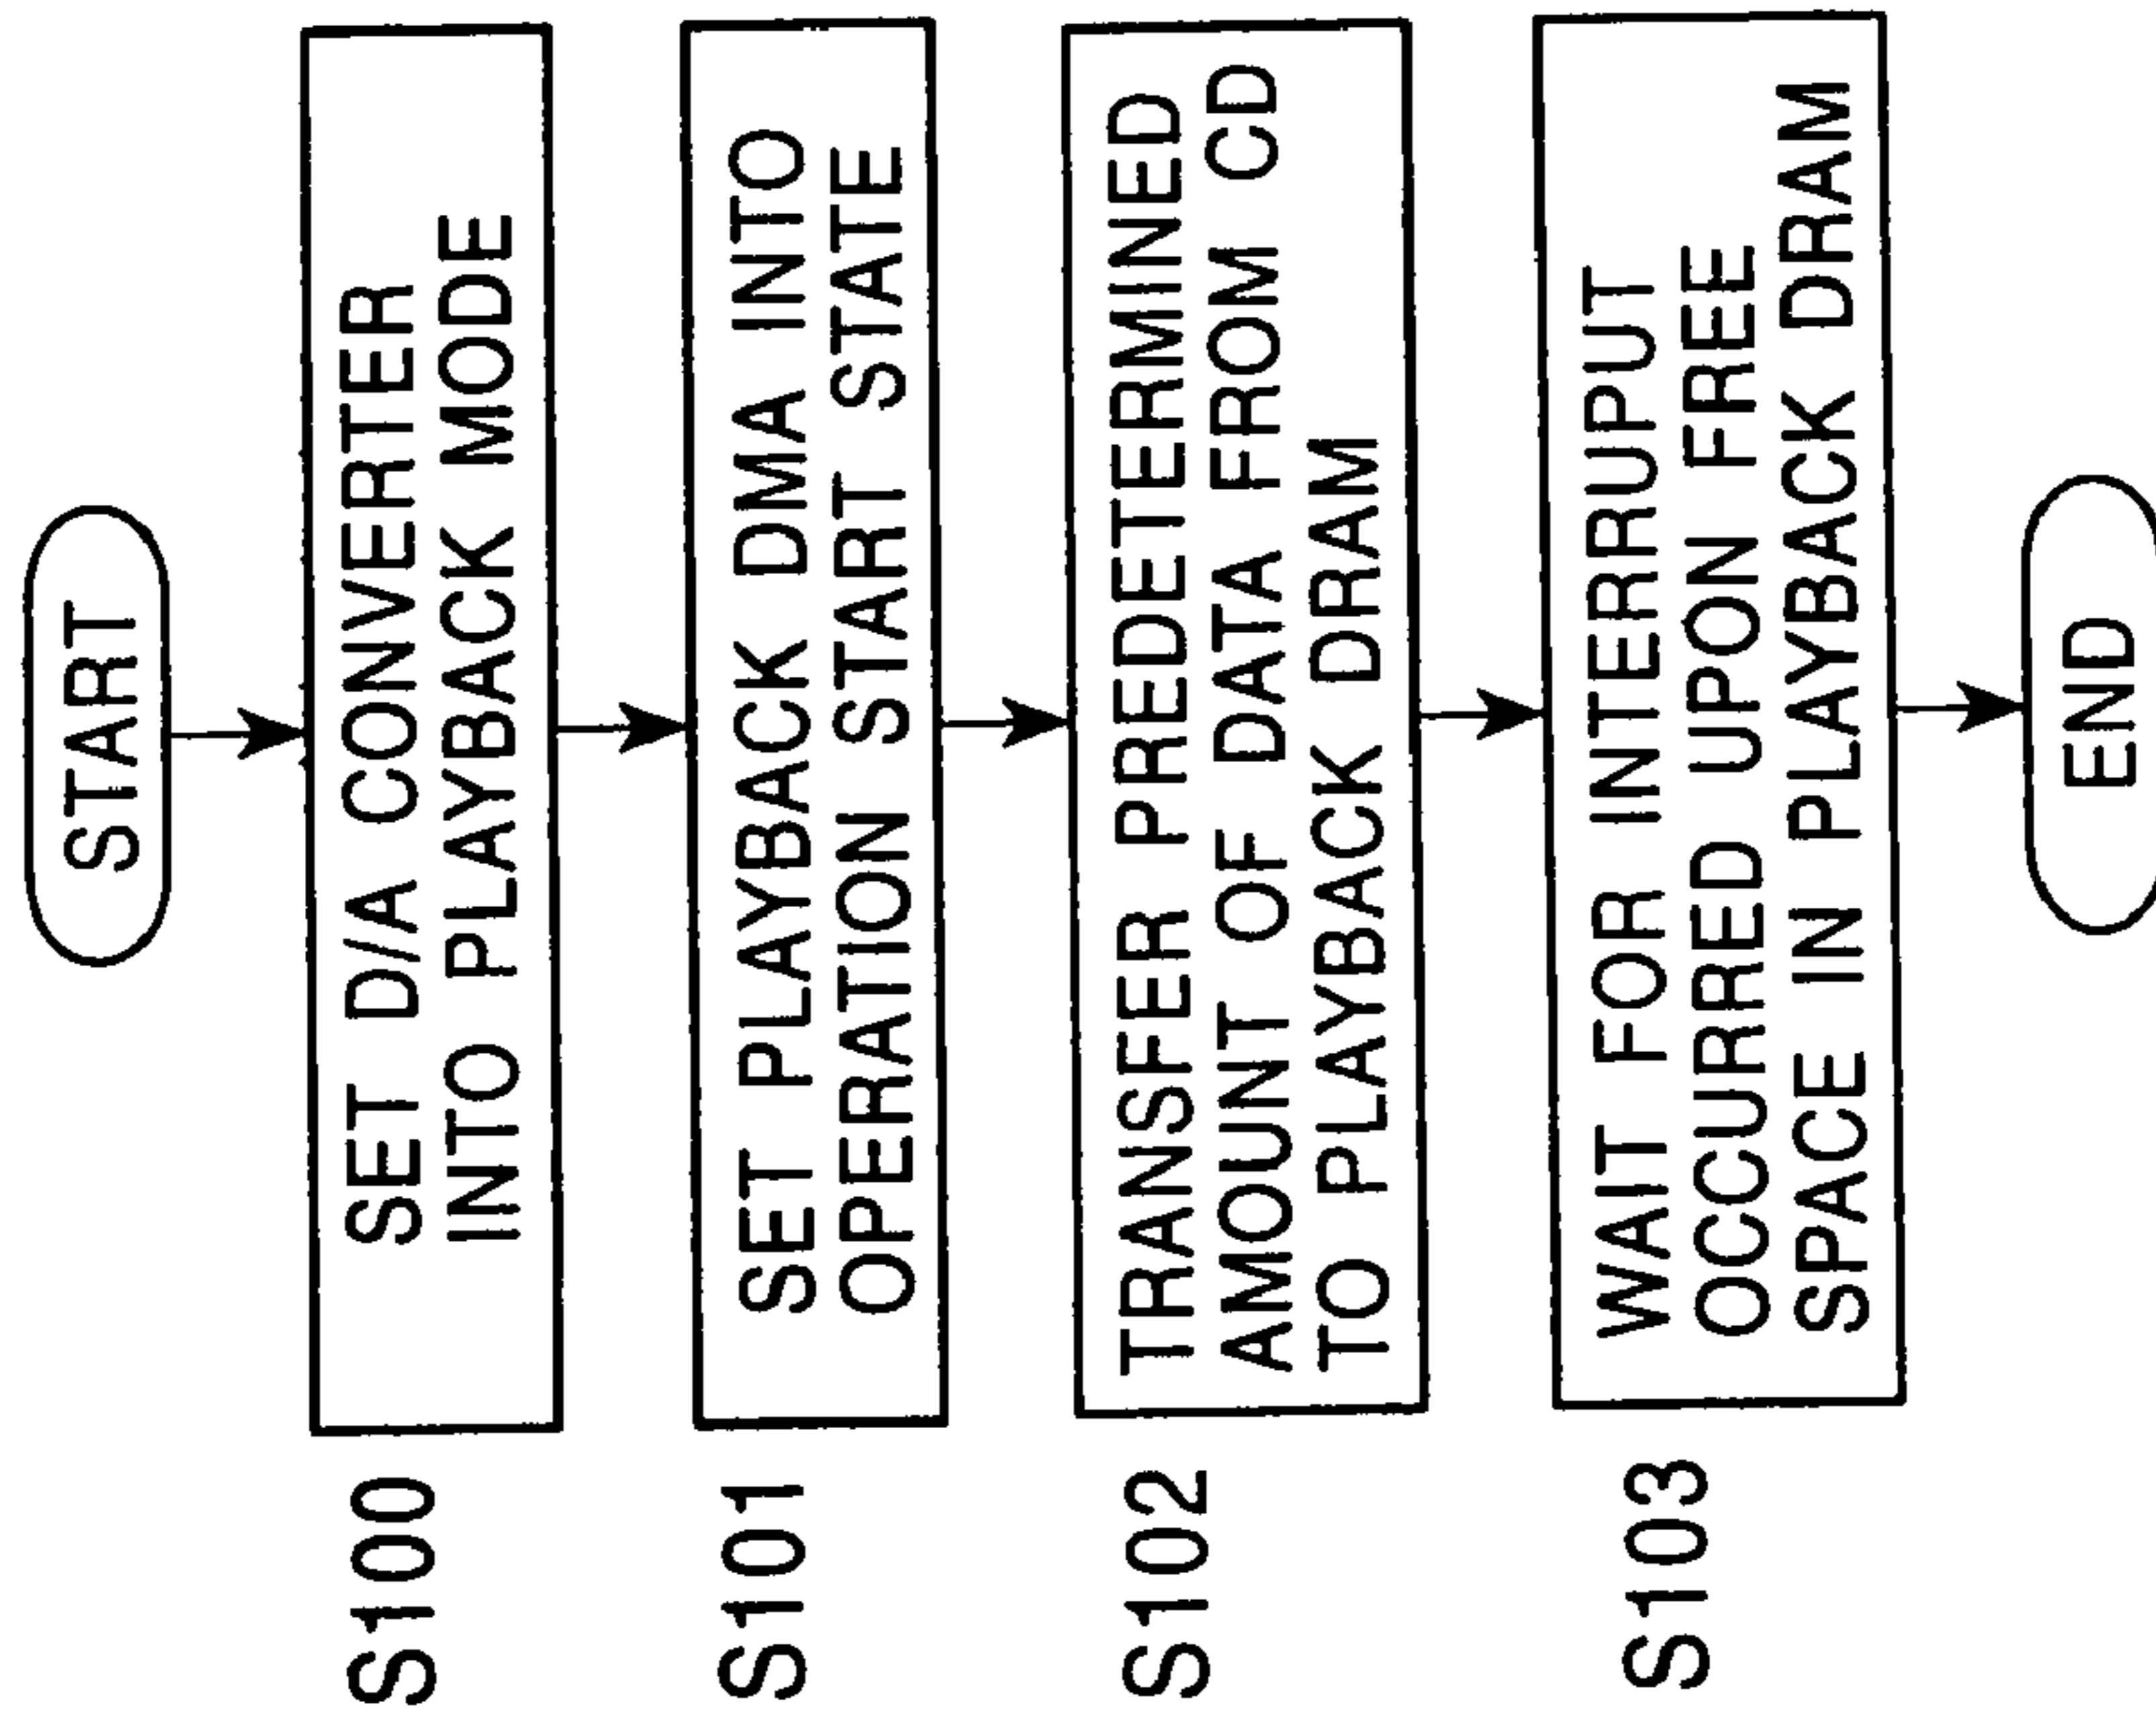 START
S100
SET D/A CONVERTER
INTO PLAYBACK MODE
S101
SET PLAYBACK DMA INTO
OPERATION START STATE
S102
TRANSFER PREDETERMINED
AMOUNT OF DATA FROM CD
TO PLAYBACK DRAM
S103
WAIT FOR INTERRUPUT
OCCURED UPON FREE
SPACE IN PLAYBACK DRAM
END